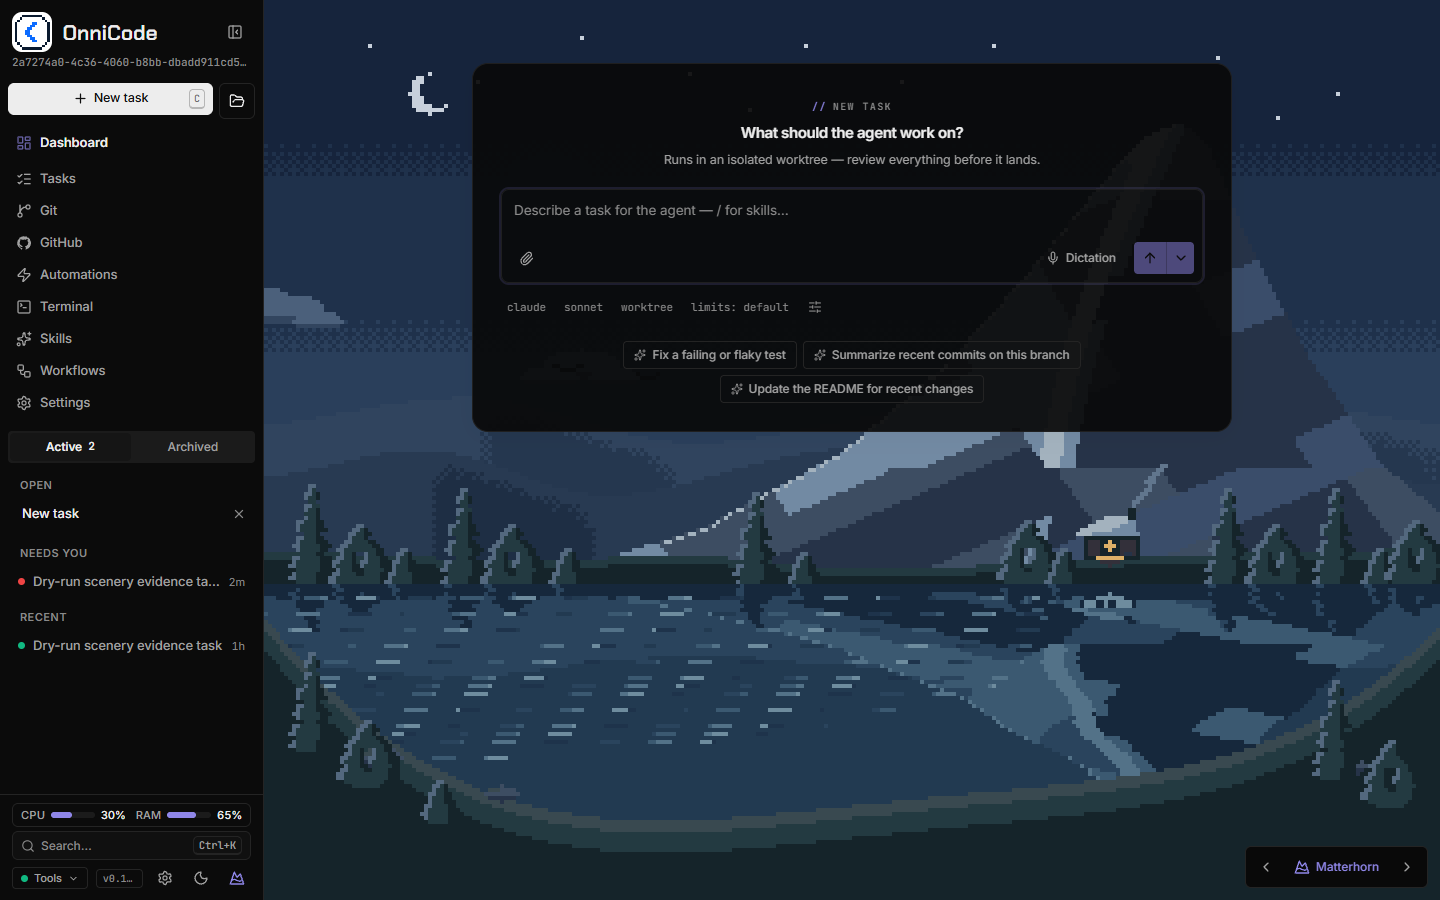 OnniCode
2a7274a0-4c36-4060-b8bb-dbadd911cd5…
New task
C
Dashboard
Tasks
Git
GitHub
Automations
Terminal
Skills
Workflows
Settings
Active 2
Archived
OPEN
New task
NEEDS YOU
Dry-run scenery evidence ta… 2m
RECENT
Dry-run scenery evidence task 1h
CPU 30% RAM 65%
Search... Ctrl+K
Tools
v0.1…
// NEW TASK
What should the agent work on?
Runs in an isolated worktree — review everything before it lands.
Describe a task for the agent — / for skills...
Dictation
claude sonnet worktree limits: default
Fix a failing or flaky test
Summarize recent commits on this branch
Update the README for recent changes
Matterhorn